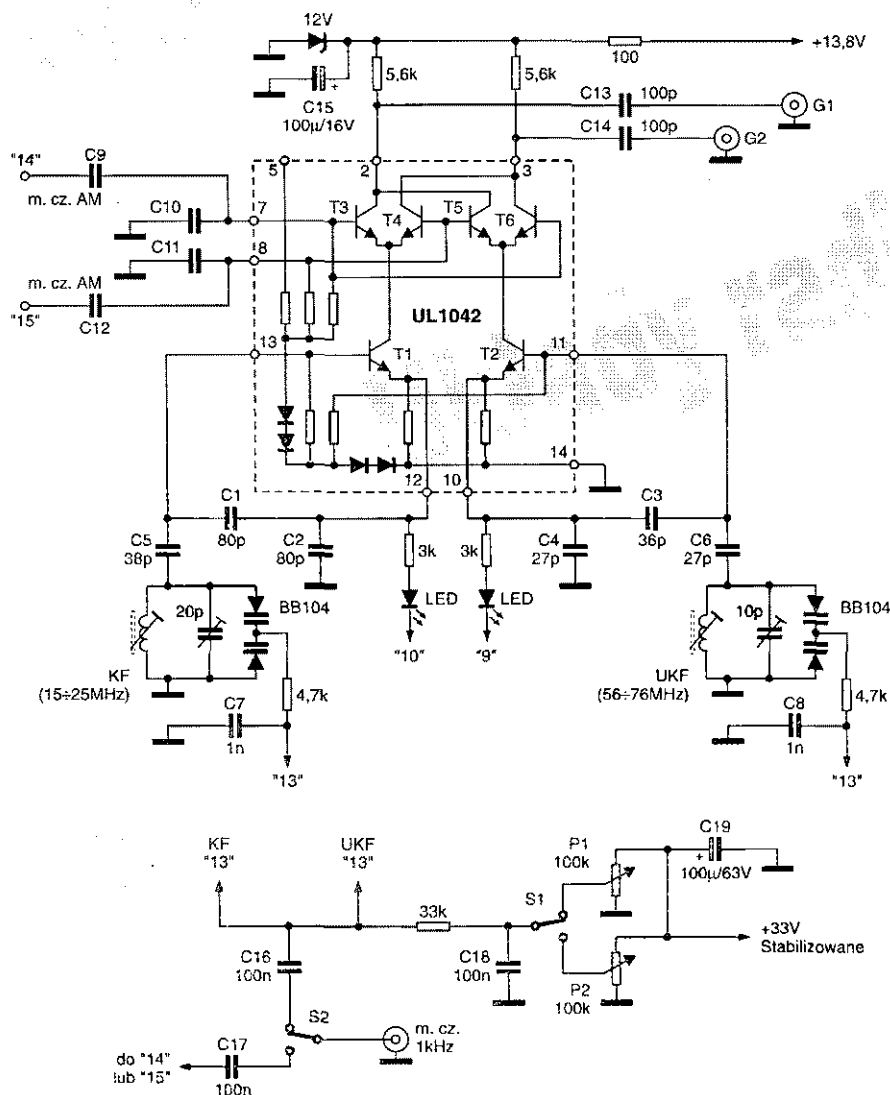 12V
+13,8V
100
5,6k
5,6k
C15
100µ/16V
+
C13
100p
G1
C14
100p
G2
"14"
C9
m. cz. AM
5
2
3
C10
7
T3
T4
T5
T6
C11
8
m. cz. AM
"15"
C12
UL1042
13
T1
T2
11
14
12
10
C1
80p
C2
80p
C5
38p
3k
LED
"10"
3k
LED
"9"
C4
27p
C3
36p
C6
27p
20p
BB104
KF
(15÷25MHz)
4,7k
C7
1n
"13"
10p
BB104
UKF
(56÷76MHz)
4,7k
C8
1n
"13"
KF
"13"
UKF
"13"
33k
S1
P1
100k
C19
+
100µ/63V
C16
100n
C18
100n
+33V
Stabilizowane
P2
100k
S2
m. cz.
1kHz
C17
100n
do "14"
lub "15"